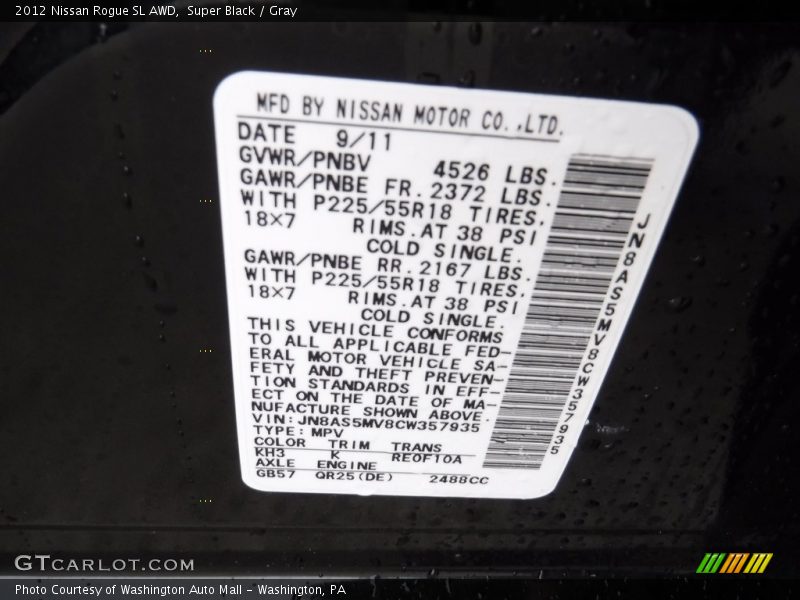 2012 Nissan Rogue SL AWD, Super Black / Gray
MFD BY NISSAN MOTOR CO.,LTD.
DATE 9/11
GVWR/PNBV 4526 LBS.
GAWR/PNBE FR. 2372 LBS.
WITH P225/55R18 TIRES,
18×7 RIMS. AT 38 PSI
COLD SINGLE.
GAWR/PNBE RR. 2167 LBS.
WITH P225/55R18 TIRES,
18×7 RIMS. AT 38 PSI
COLD SINGLE.
THIS VEHICLE CONFORMS
TO ALL APPLICABLE FED-
ERAL MOTOR VEHICLE SA-
FETY AND THEFT PREVEN-
TION STANDARDS IN EFF-
ECT ON THE DATE OF MA-
NUFACTURE SHOWN ABOVE.
VIN: JN8AS5MV8CW357935
TYPE: MPV
COLOR TRIM TRANS
KH3 K RE0F10A
AXLE ENGINE
GB57 QR25(DE) 2488CC
JN8AS5MV8CW357935
GTCARLOT.COM
Photo Courtesy of Washington Auto Mall - Washington, PA